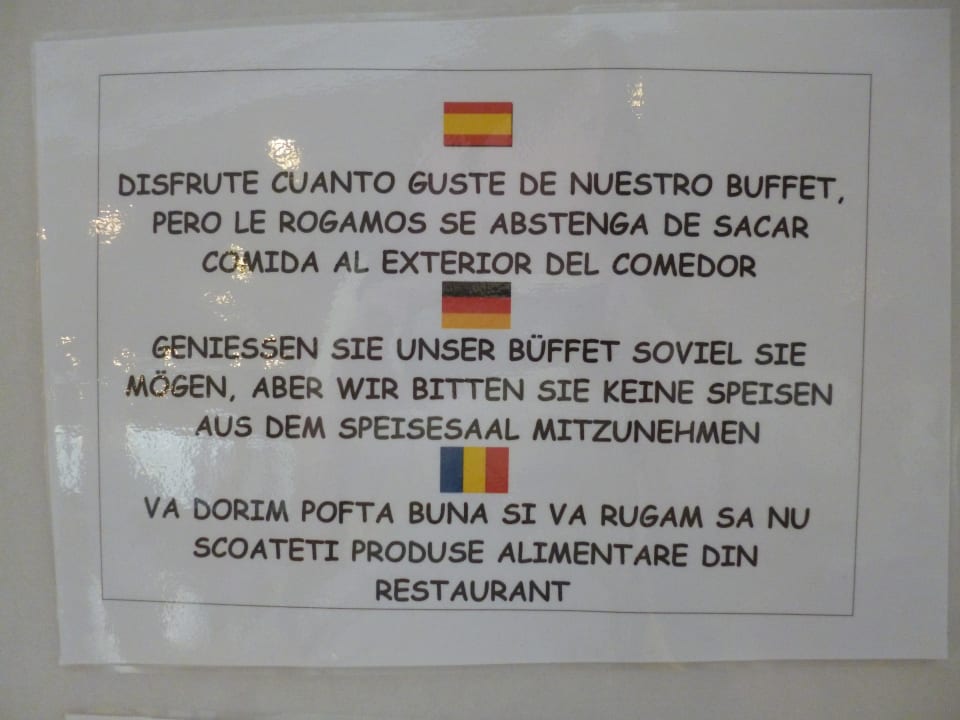 DISFRUTE CUANTO GUSTE DE NUESTRO BUFFET,
PERO LE ROGAMOS SE ABSTENGA DE SACAR
COMIDA AL EXTERIOR DEL COMEDOR
GENIESSEN SIE UNSER BÜFFET SOVIEL SIE
MÖGEN, ABER WIR BITTEN SIE KEINE SPEISEN
AUS DEM SPEISESAAL MITZUNEHMEN
VA DORIM POFTA BUNA SI VA RUGAM SA NU
SCOATETI PRODUSE ALIMENTARE DIN
RESTAURANT